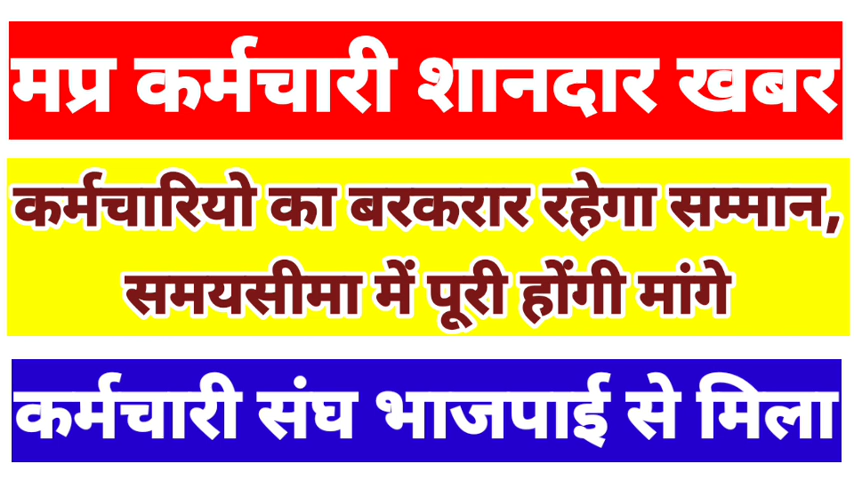 मप्र कर्मचारी शानदार खबर
कर्मचारियो का बरकरार रहेगा सम्मान,
समयसीमा में पूरी होंगी मांगे
कर्मचारी संघ भाजपाई से मिला